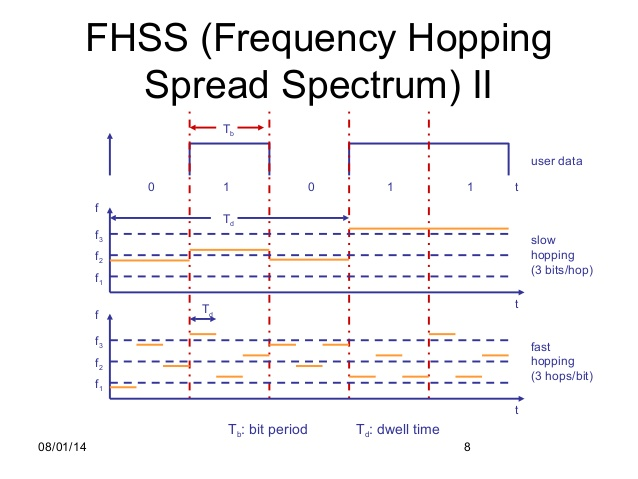 FHSS (Frequency Hopping
Spread Spectrum) II
Tb
user data
0 1 0 1 1 t
f
Td
f3
slow
f2
hopping
(3 bits/hop)
f1
t
f
Td
f3
fast
f2
hopping
(3 hops/bit)
f1
t
Tb: bit period Td: dwell time
08/01/14 8